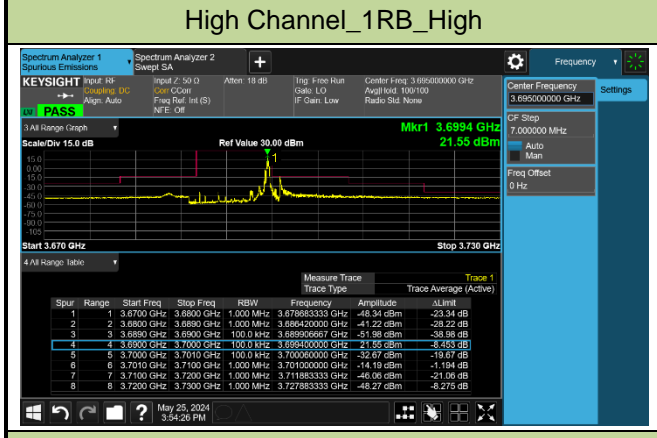 High Channel_1RB_High
Spectrum Analyzer 1
Spurious Emissions
Spectrum Analyzer 2
Swept SA
+
Frequency
KEYSIGHT
Input: RF
Coupling: DC
Align: Auto
Input Z: 50 Ω
Corr CCorr
Freq Ref: Int (S)
NFE: Off
Atten: 18 dB
Trig: Free Run
Gate: LO
IF Gain: Low
Center Freq: 3.695000000 GHz
Avg|Hold: 100/100
Radio Std: None
LV PASS
Center Frequency
3.695000000 GHz
Settings
CF Step
7.000000 MHz
Auto
Man
Freq Offset
0 Hz
3 All Range Graph
Mkr1 3.6994 GHz
Scale/Div 15.0 dB
Ref Value 30.00 dBm
21.55 dBm
1
15.0
0.00
-15.0
-30.0
-45.0
-60.0
-75.0
-90.0
-105
Start 3.670 GHz
Stop 3.730 GHz
4 All Range Table
Measure Trace Trace 1
Trace Type Trace Average (Active)
Spur Range Start Freq Stop Freq RBW Frequency Amplitude ΔLimit
1 1 3.6700 GHz 3.6800 GHz 1.000 MHz 3.678683333 GHz -48.34 dBm -23.34 dB
2 2 3.6800 GHz 3.6890 GHz 1.000 MHz 3.686420000 GHz -41.22 dBm -28.22 dB
3 3 3.6890 GHz 3.6900 GHz 100.0 kHz 3.689906667 GHz -51.98 dBm -38.98 dB
4 4 3.6900 GHz 3.7000 GHz 100.0 kHz 3.699400000 GHz 21.55 dBm -8.453 dB
5 5 3.7000 GHz 3.7010 GHz 100.0 kHz 3.700060000 GHz -32.67 dBm -19.67 dB
6 6 3.7010 GHz 3.7100 GHz 1.000 MHz 3.701000000 GHz -14.19 dBm -1.194 dB
7 7 3.7100 GHz 3.7200 GHz 1.000 MHz 3.711883333 GHz -46.06 dBm -21.06 dB
8 8 3.7200 GHz 3.7300 GHz 1.000 MHz 3.727883333 GHz -48.27 dBm -8.275 dB
?
May 25, 2024
3:54:26 PM